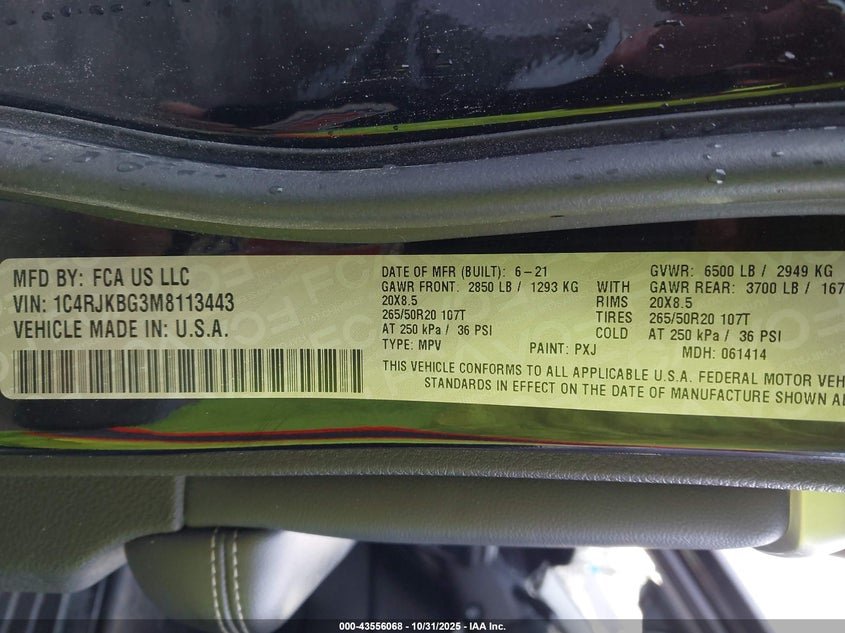 MFD BY: FCA US LLC
VIN: 1C4RJKBG3M8113443
VEHICLE MADE IN: U.S.A.
DATE OF MFR (BUILT): 6-21 GVWR: 6500 LB / 2949 KG
GAWR FRONT: 2850 LB / 1293 KG WITH GAWR REAR: 3700 LB / 167
20X8.5 RIMS 20X8.5
265/50R20 107T TIRES 265/50R20 107T
AT 250 kPa / 36 PSI COLD AT 250 kPa / 36 PSI
TYPE: MPV PAINT: PXJ MDH: 061414
THIS VEHICLE CONFORMS TO ALL APPLICABLE U.S.A. FEDERAL MOTOR VEH
STANDARDS IN EFFECT ON THE DATE OF MANUFACTURE SHOWN A
000-43556068 - 10/31/2025 - IAA Inc.